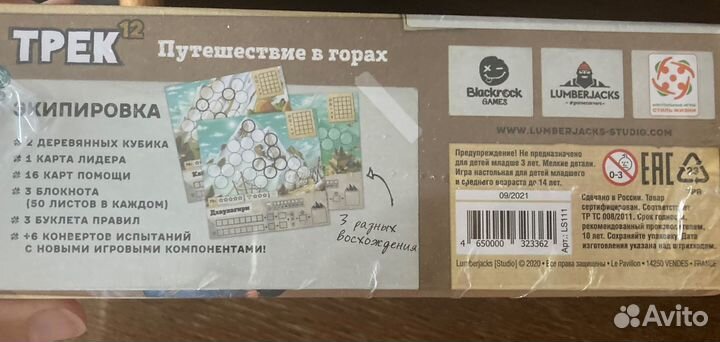 ТРЕК 12
Путешествие в горах
ЭКИПИРОВКА
# 2 ДЕРЕВЯННЫХ КУБИКА
# 1 КАРТА ЛИДЕРА
# 16 КАРТ ПОМОЩИ
# 3 БЛОКНОТА
(50 ЛИСТОВ В КАЖДОМ)
# 3 БУКЛЕТА ПРАВИЛ
# +6 КОНВЕРТОВ ИСПЫТАНИЙ
С НОВЫМИ ИГРОВЫМИ КОМПОНЕНТАМИ!
Дхаулагири
3 разных
восхождения
Blackrock
GAMES
LUMBERJACKS
СТИЛЬ ЖИЗНИ
WWW.LUMBERJACKS-STUDIO.COM
Предупреждение! Не предназначено
для детей младше 3 лет. Мелкие детали.
Игра настольная для детей младшего
и среднего возраста до 14 лет.
0-3
EAC
09/2021
4 650000 323362
Арт.: LS111
Сделано в России. Товар
сертифицирован. Соответствует
ТР ТС 008/2011. Срок годности,
рекомендованный производителем,
10 лет. Сохраняйте упаковку. Дата
изготовления указана над штрихкодом.
Lumberjacks [Studio] © 2020 • Все права защищены • Le Pavillon • 14250 VENDES • FRANCE
Avito